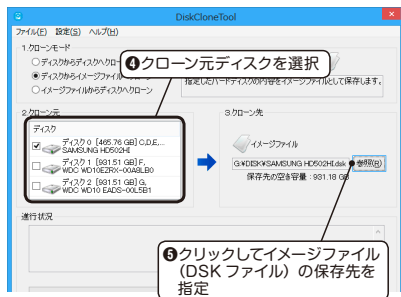 DiskCloneTool
ファイル(F) 設定(S) ヘルプ(H)
1.クローンモード
ディスクからディスクへクロー
ディスクからイメージファイル
イメージファイルからディスクへクローン
❹クローン元ディスクを選択
指定したハードディスクの内容をイメージファイルとして保存します。
2.クローン元
ディスク
ディスク 0 [465.76 GB] C,D,E,...
SAMSUNG HD502HI
ディスク 1 [931.51 GB] F,
WDC WD10EZRX-00A8LB0
ディスク 2 [931.51 GB] G,
WDC WD10 EADS-00L5B1
3.クローン先
イメージファイル
G:¥DISK¥SAMSUNG HD502HI.dsk
参照(R)
保存先の空き容量 : 931.18 GB
進行状況
❺クリックしてイメージファイル
（DSK ファイル）の保存先を
指定